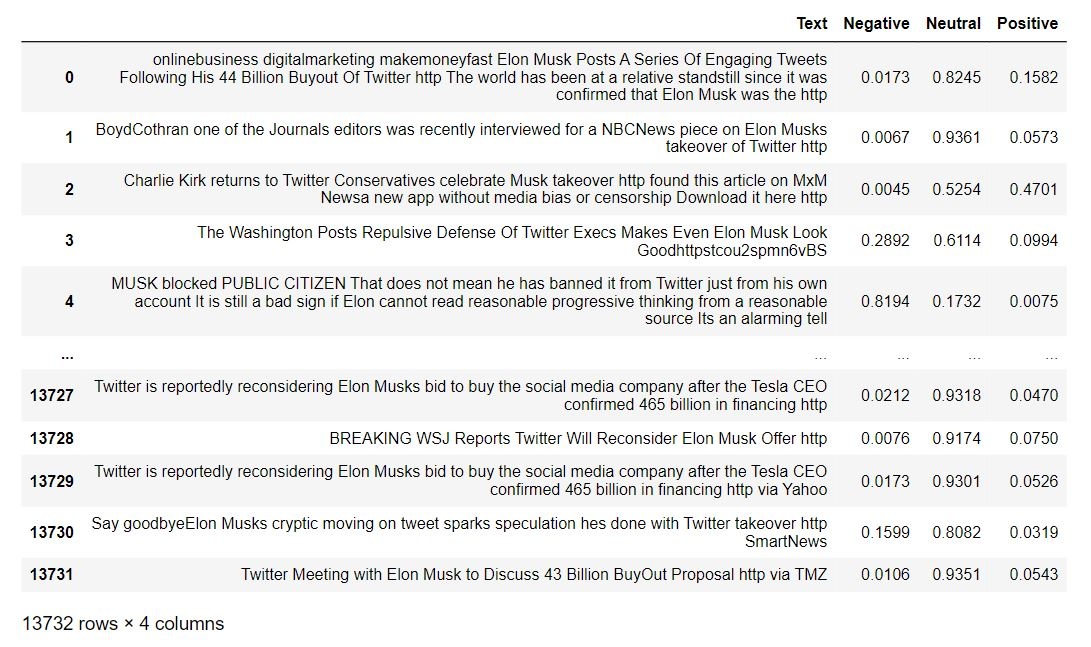 Text Negative Neutral Positive
onlinebusiness digitalmarketing makemoneyfast Elon Musk Posts A Series Of Engaging Tweets
0 Following His 44 Billion Buyout Of Twitter http The world has been at a relative standstill since it was 0.0173 0.8245 0.1582
confirmed that Elon Musk was the http
BoydCothran one of the Journals editors was recently interviewed for a NBCNews piece on Elon Musks
1 takeover of Twitter http 0.0067 0.9361 0.0573
Charlie Kirk returns to Twitter Conservatives celebrate Musk takeover http found this article on MxM
2 Newsa new app without media bias or censorship Download it here http 0.0045 0.5254 0.4701
The Washington Posts Repulsive Defense Of Twitter Execs Makes Even Elon Musk Look
3 Goodhttpstcou2spmn6vBS 0.2892 0.6114 0.0994
MUSK blocked PUBLIC CITIZEN That does not mean he has banned it from Twitter just from his own
4 account It is still a bad sign if Elon cannot read reasonable progressive thinking from a reasonable 0.8194 0.1732 0.0075
source Its an alarming tell
... ... ... ... ...
Twitter is reportedly reconsidering Elon Musks bid to buy the social media company after the Tesla CEO
13727 confirmed 465 billion in financing http 0.0212 0.9318 0.0470
13728 BREAKING WSJ Reports Twitter Will Reconsider Elon Musk Offer http 0.0076 0.9174 0.0750
Twitter is reportedly reconsidering Elon Musks bid to buy the social media company after the Tesla CEO
13729 confirmed 465 billion in financing http via Yahoo 0.0173 0.9301 0.0526
Say goodbyeElon Musks cryptic moving on tweet sparks speculation hes done with Twitter takeover http
13730 SmartNews 0.1599 0.8082 0.0319
13731 Twitter Meeting with Elon Musk to Discuss 43 Billion BuyOut Proposal http via TMZ 0.0106 0.9351 0.0543
13732 rows × 4 columns